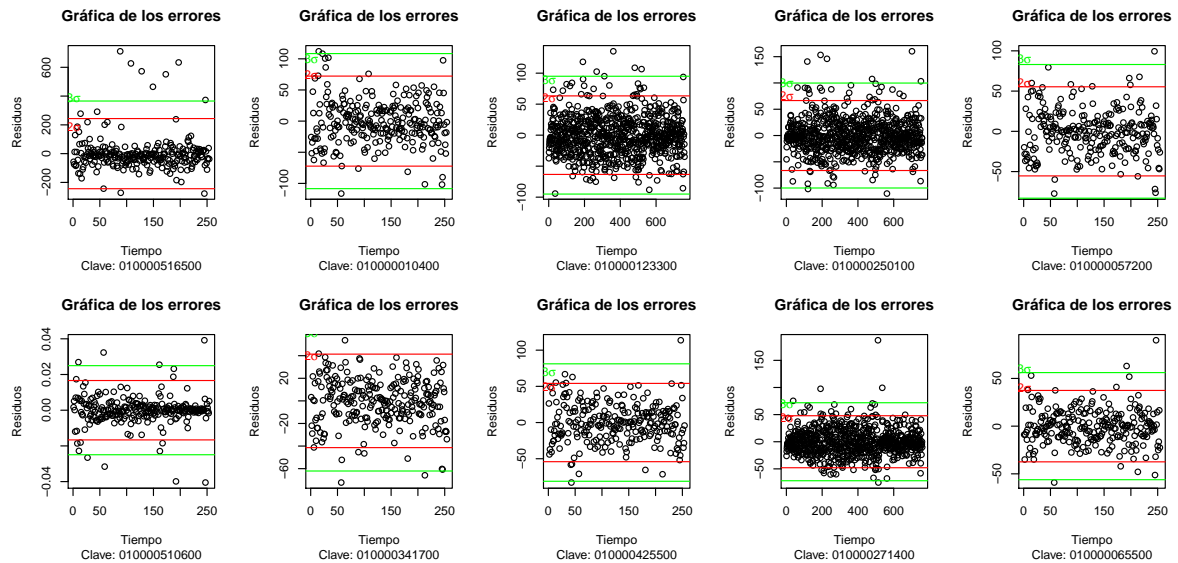 Gráfica de los errores
600
200
0
−200
Residuos
3σ
2σ
0 50 150 250
Tiempo
Clave: 010000516500
Gráfica de los errores
100
50
0
−100
Residuos
3σ
2σ
0 50 150 250
Tiempo
Clave: 010000010400
Gráfica de los errores
100
50
0
−100
Residuos
3σ
2σ
0 200 400 600
Tiempo
Clave: 010000123300
Gráfica de los errores
150
50
0
−100
Residuos
3σ
2σ
0 200 400 600
Tiempo
Clave: 010000250100
Gráfica de los errores
100
50
0
−50
Residuos
3σ
2σ
0 50 150 250
Tiempo
Clave: 010000057200
Gráfica de los errores
0.04
0.02
0.00
−0.04
Residuos
0 50 150 250
Tiempo
Clave: 010000510600
Gráfica de los errores
20
−20
−60
Residuos
3σ
2σ
0 50 150 250
Tiempo
Clave: 010000341700
Gráfica de los errores
100
50
0
−50
Residuos
3σ
2σ
0 50 150 250
Tiempo
Clave: 010000425500
Gráfica de los errores
150
50
0
−50
Residuos
3σ
2σ
0 200 400 600
Tiempo
Clave: 010000271400
Gráfica de los errores
50
0
−50
Residuos
3σ
2σ
0 50 150 250
Tiempo
Clave: 010000065500